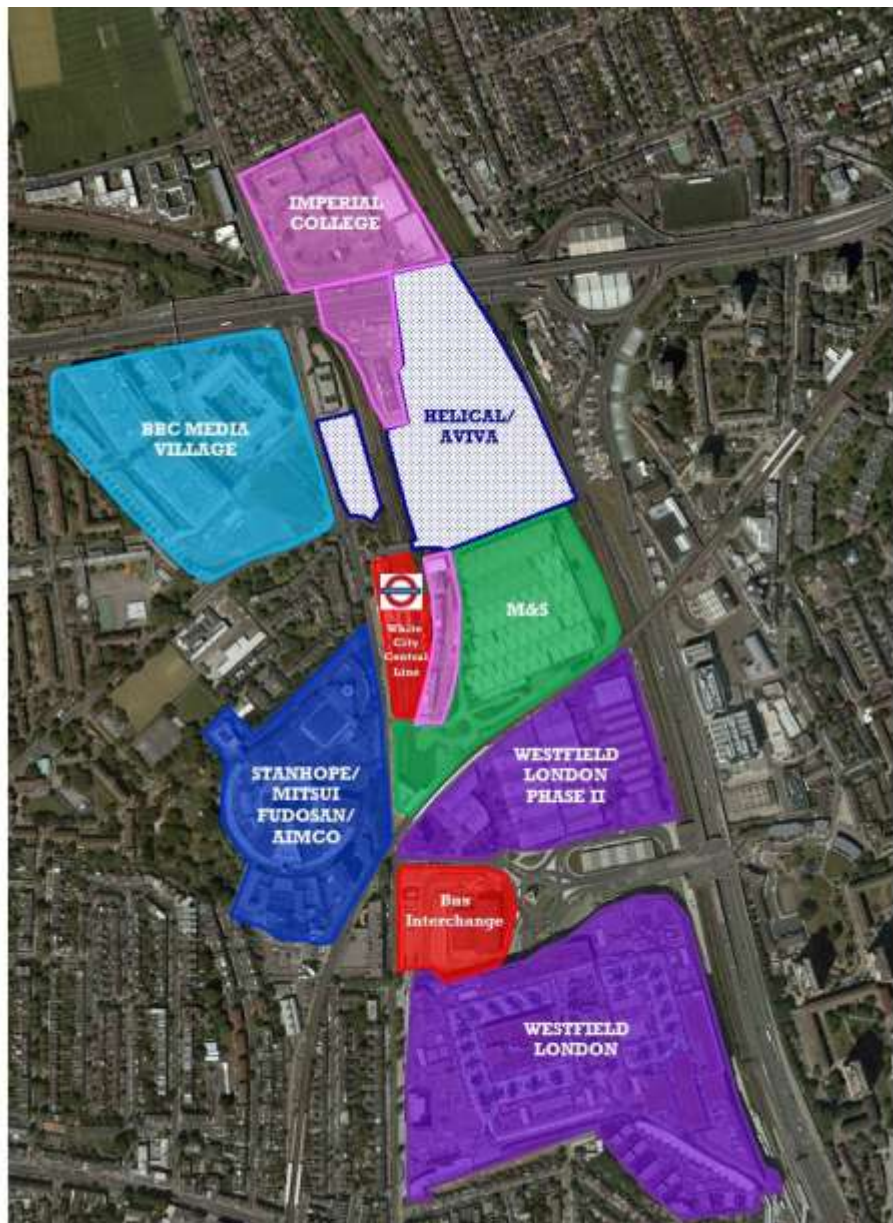 IMPERIAL
COLLEGE
HELICAL/
AVIVA
BBC MEDIA
VILLAGE
M&S
White
City
Central
Line
WESTFIELD
LONDON
PHASE II
STANHOPE/
MITSUI
FUDOSAN/
AIMCO
Bus
Interchange
WESTFIELD
LONDON